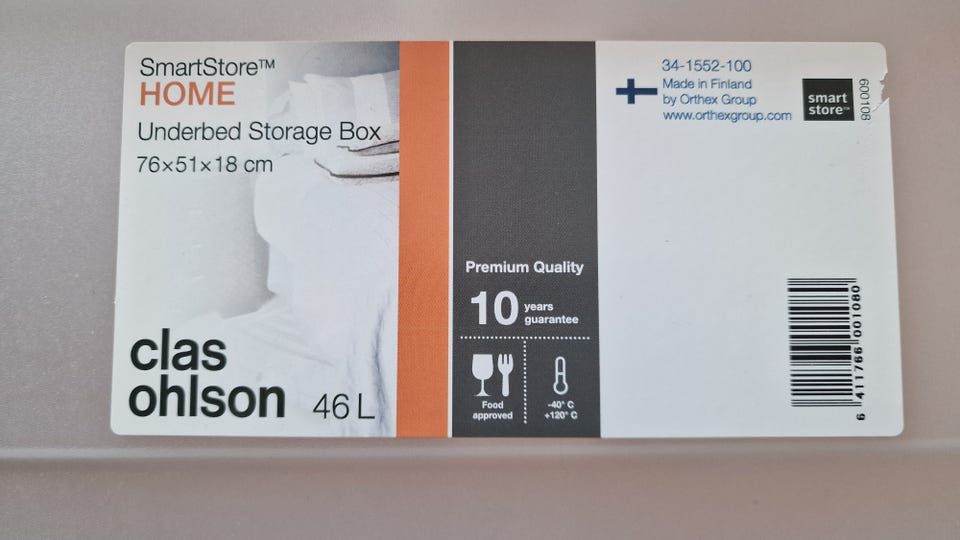 SmartStore™
HOME
Underbed Storage Box
76×51×18 cm
clas
ohlson
46 L
Premium Quality
10 years
guarantee
Food
approved
-40° C
+120° C
34-1552-100
Made in Finland
by Orthex Group
www.orthexgroup.com
smart
store™
600108
6 411766 001080